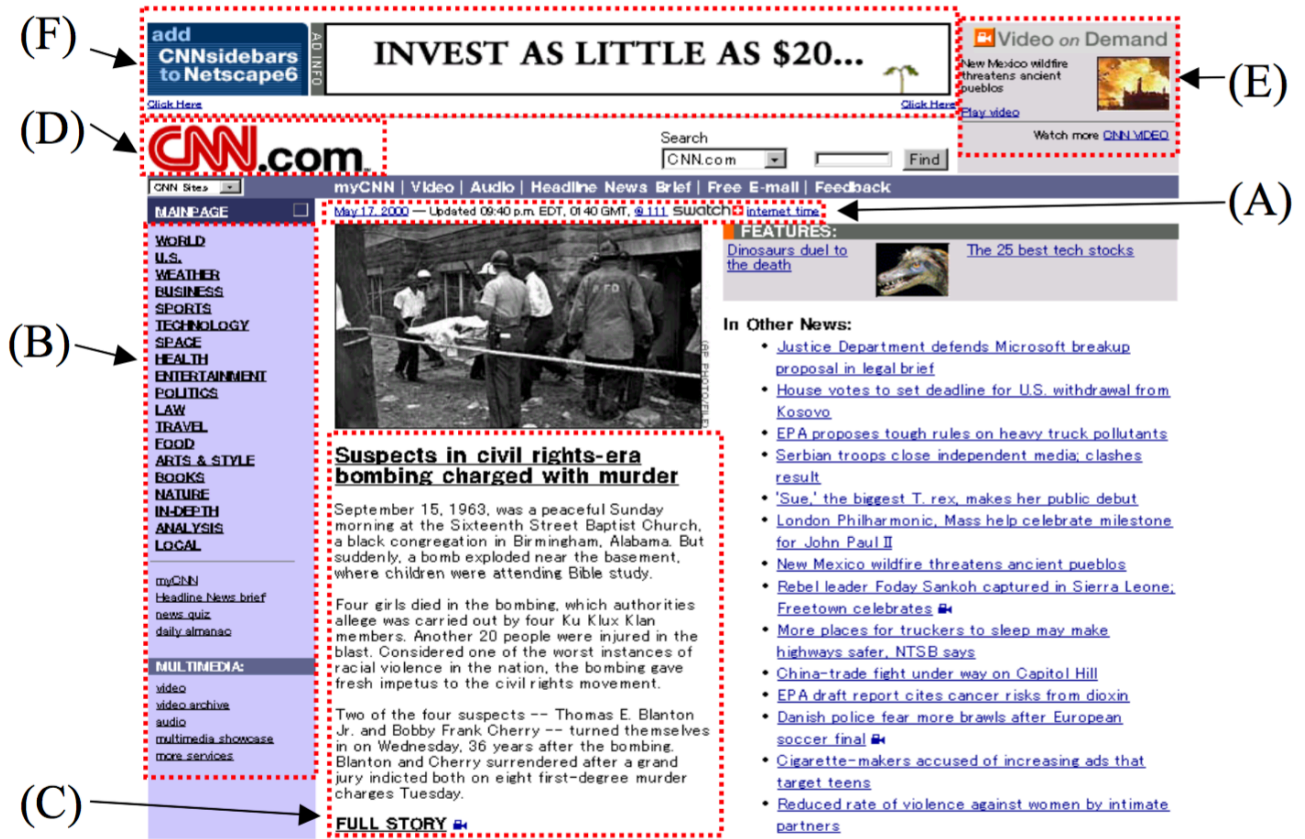 (F)
add
CNNsidebars
to Netscape6
AD INFO
INVEST AS LITTLE AS $20...
Click Here
Click Here
Video on Demand
New Mexico wildfire
threatens ancient
pueblos
Play video
Watch more CNN VIDEO
(E)
(D)
CNN.com
Search
CNN.com
Find
CNN Sites
myCNN | Video | Audio | Headline News Brief | Free E-mail | Feedback
(A)
MAINPAGE
May 17, 2000 — Updated 09:40 p.m. EDT, 0140 GMT, @111 swatch internet time
(B)
WORLD
U.S.
WEATHER
BUSINESS
SPORTS
TECHNOLOGY
SPACE
HEALTH
ENTERTAINMENT
POLITICS
LAW
TRAVEL
FOOD
ARTS & STYLE
BOOKS
NATURE
IN-DEPTH
ANALYSIS
LOCAL
myCNN
Headline News brief
news quiz
daily almanac
MULTIMEDIA:
video
video archive
audio
multimedia showcase
more services
PFD
(AP PHOTO/FILE)
(C)
Suspects in civil rights-era
bombing charged with murder
September 15, 1963, was a peaceful Sunday
morning at the Sixteenth Street Baptist Church,
a black congregation in Birmingham, Alabama. But
suddenly, a bomb exploded near the basement,
where children were attending Bible study.
Four girls died in the bombing, which authorities
allege was carried out by four Ku Klux Klan
members. Another 20 people were injured in the
blast. Considered one of the worst instances of
racial violence in the nation, the bombing gave
fresh impetus to the civil rights movement.
Two of the four suspects -- Thomas E. Blanton
Jr. and Bobby Frank Cherry -- turned themselves
in on Wednesday, 36 years after the bombing.
Blanton and Cherry surrendered after a grand
jury indicted both on eight first-degree murder
charges Tuesday.
FULL STORY
FEATURES:
Dinosaurs duel to
the death
The 25 best tech stocks
In Other News:
• Justice Department defends Microsoft breakup
proposal in legal brief
• House votes to set deadline for U.S. withdrawal from
Kosovo
• EPA proposes tough rules on heavy truck pollutants
• Serbian troops close independent media; clashes
result
• 'Sue,' the biggest T. rex, makes her public debut
• London Philharmonic, Mass help celebrate milestone
for John Paul II
• New Mexico wildfire threatens ancient pueblos
• Rebel leader Foday Sankoh captured in Sierra Leone;
Freetown celebrates
• More places for truckers to sleep may make
highways safer, NTSB says
• China-trade fight under way on Capitol Hill
• EPA draft report cites cancer risks from dioxin
• Danish police fear more brawls after European
soccer final
• Cigarette-makers accused of increasing ads that
target teens
• Reduced rate of violence against women by intimate
partners